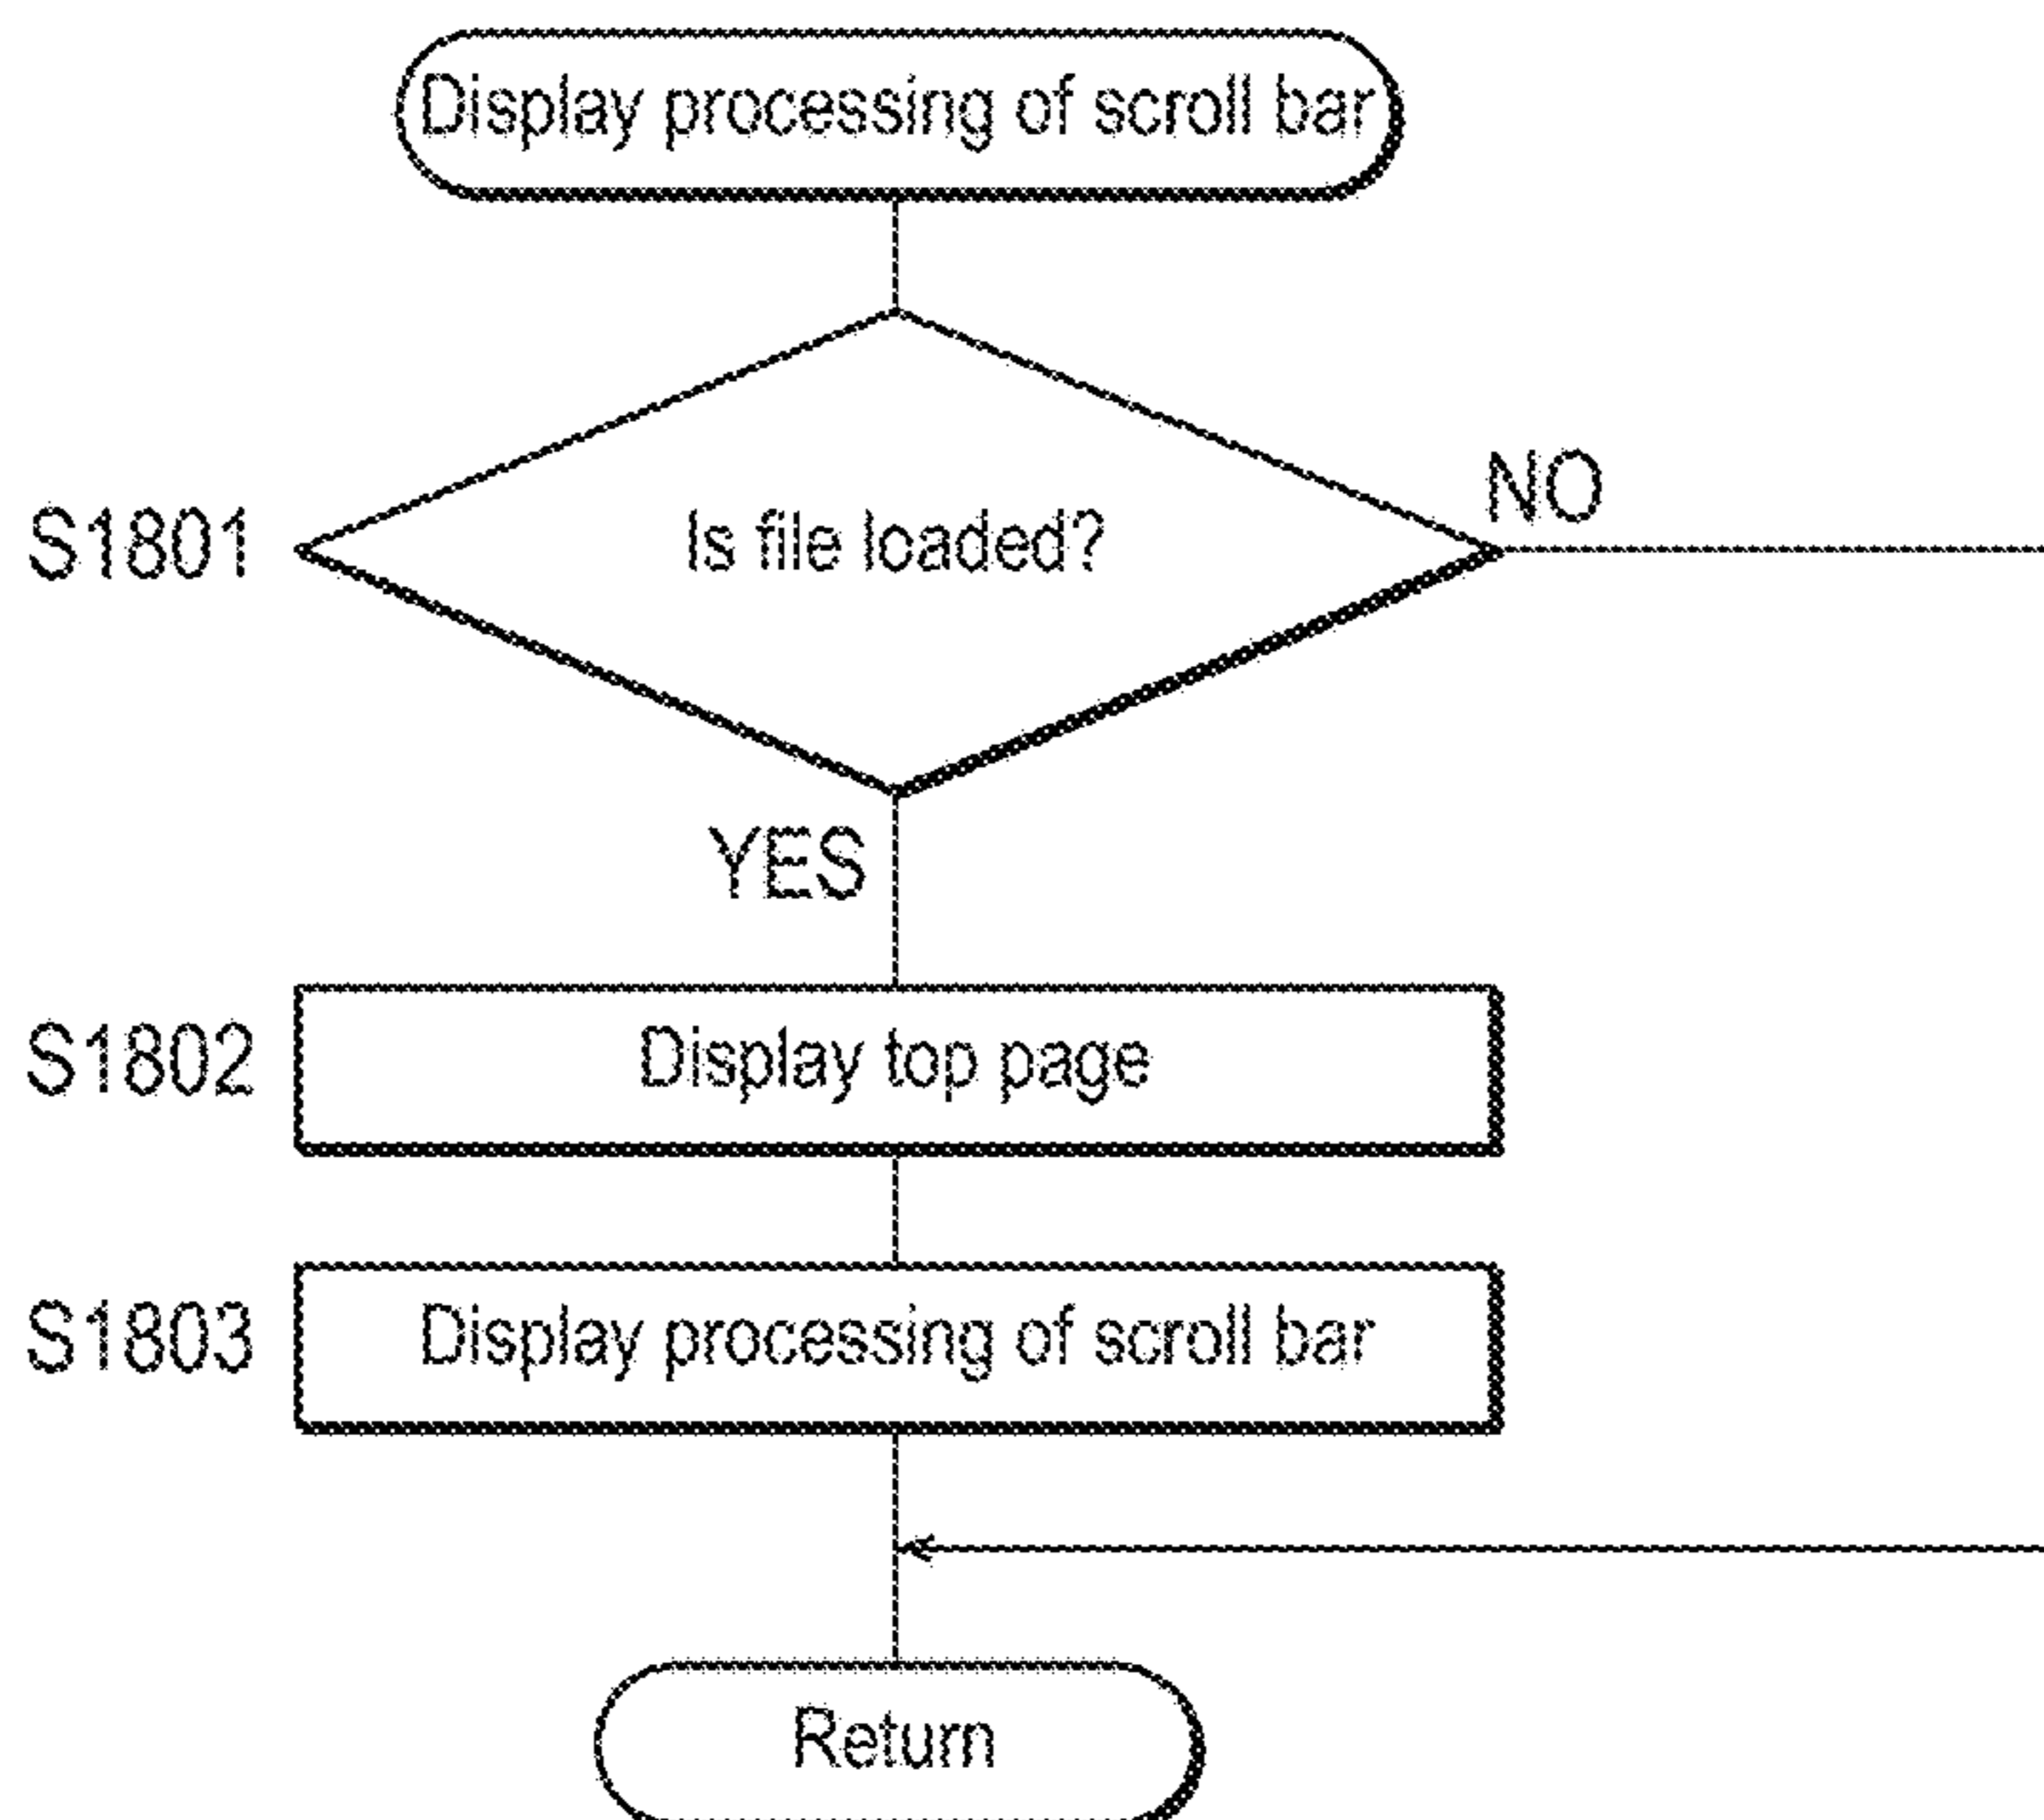 Display processing of scroll bar
S1801
Is file loaded?
NO
YES
S1802
Display top page
S1803
Display processing of scroll bar
Return